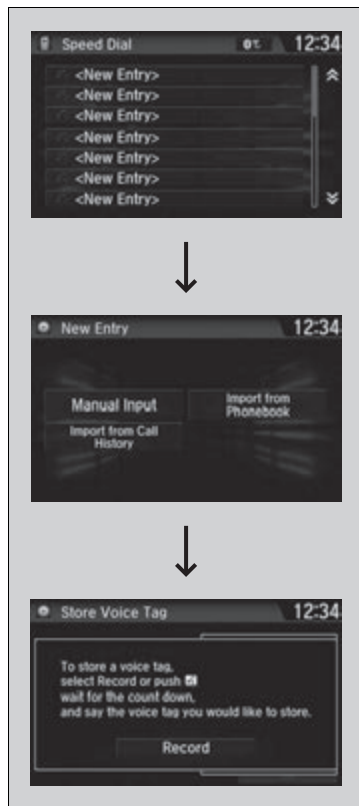 Speed Dial 12:34
<New Entry>
<New Entry>
<New Entry>
<New Entry>
<New Entry>
<New Entry>
<New Entry>
New Entry 12:34
Manual Input
Import from
Phonebook
Import from Call
History
Store Voice Tag 12:34
To store a voice tag,
select Record or push
wait for the count down,
and say the voice tag you would like to store.
Record